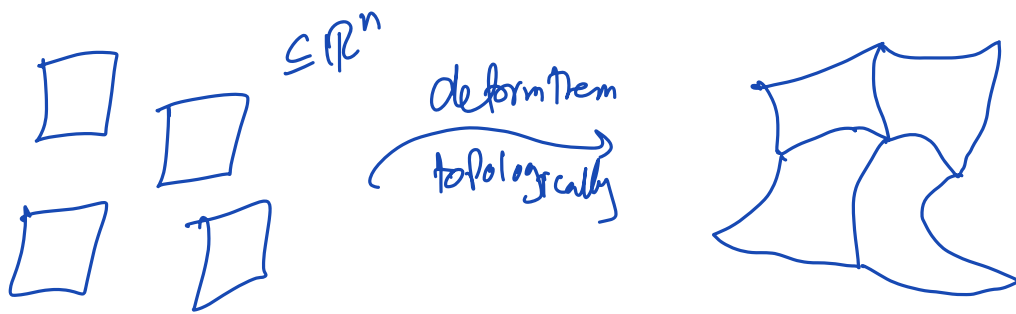 ⊆ ℝⁿ
deform them
topologically